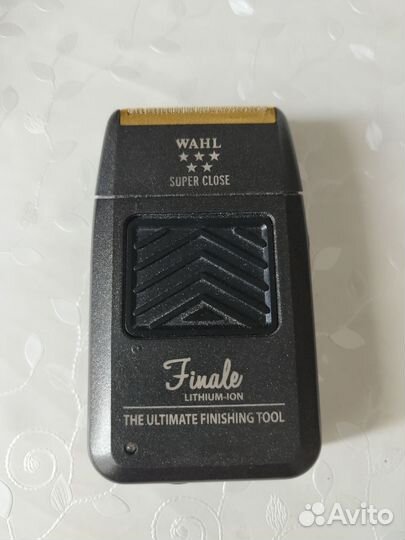 WAHL
SUPER CLOSE
Finale
LITHIUM-ION
THE ULTIMATE FINISHING TOOL
Avito